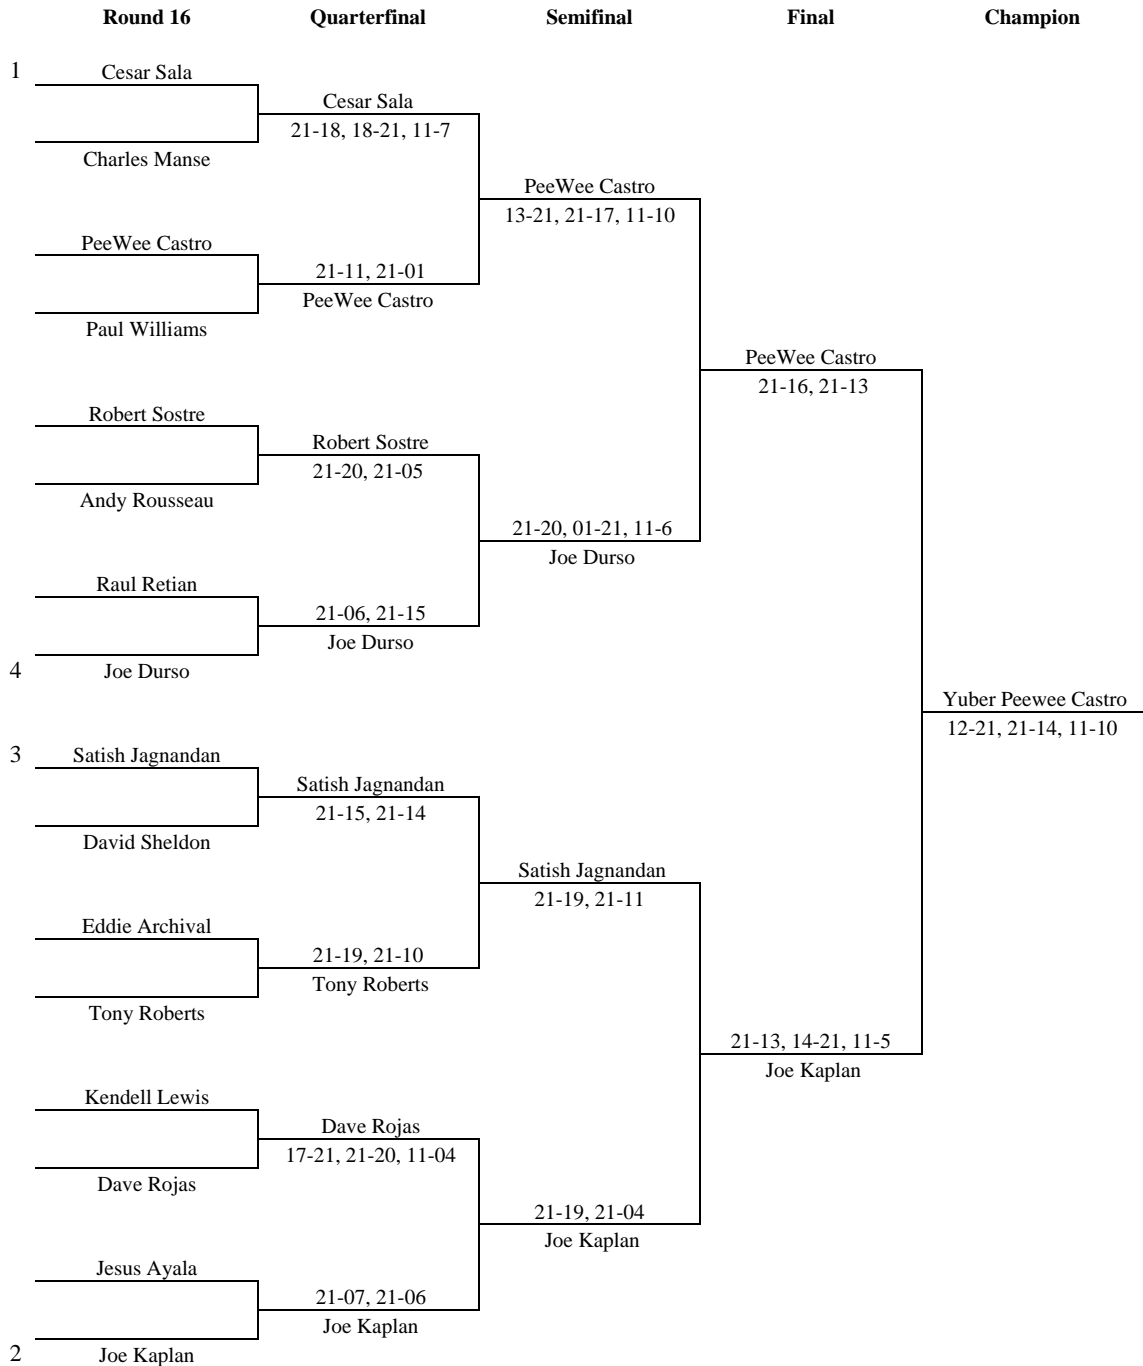 Round 16 Quarterfinal Semifinal Final Champion
1 Cesar Sala
Cesar Sala
21-18, 18-21, 11-7
Charles Manse
PeeWee Castro
13-21, 21-17, 11-10
PeeWee Castro
21-11, 21-01
PeeWee Castro
Paul Williams
PeeWee Castro
21-16, 21-13
Robert Sostre
Robert Sostre
21-20, 21-05
Andy Rousseau
21-20, 01-21, 11-6
Joe Durso
Raul Retian
21-06, 21-15
Joe Durso
4 Joe Durso
Yuber Peewee Castro
12-21, 21-14, 11-10
3 Satish Jagnandan
Satish Jagnandan
21-15, 21-14
David Sheldon
Satish Jagnandan
21-19, 21-11
Eddie Archival
21-19, 21-10
Tony Roberts
Tony Roberts
21-13, 14-21, 11-5
Joe Kaplan
Kendell Lewis
Dave Rojas
17-21, 21-20, 11-04
Dave Rojas
21-19, 21-04
Joe Kaplan
Jesus Ayala
21-07, 21-06
Joe Kaplan
2 Joe Kaplan